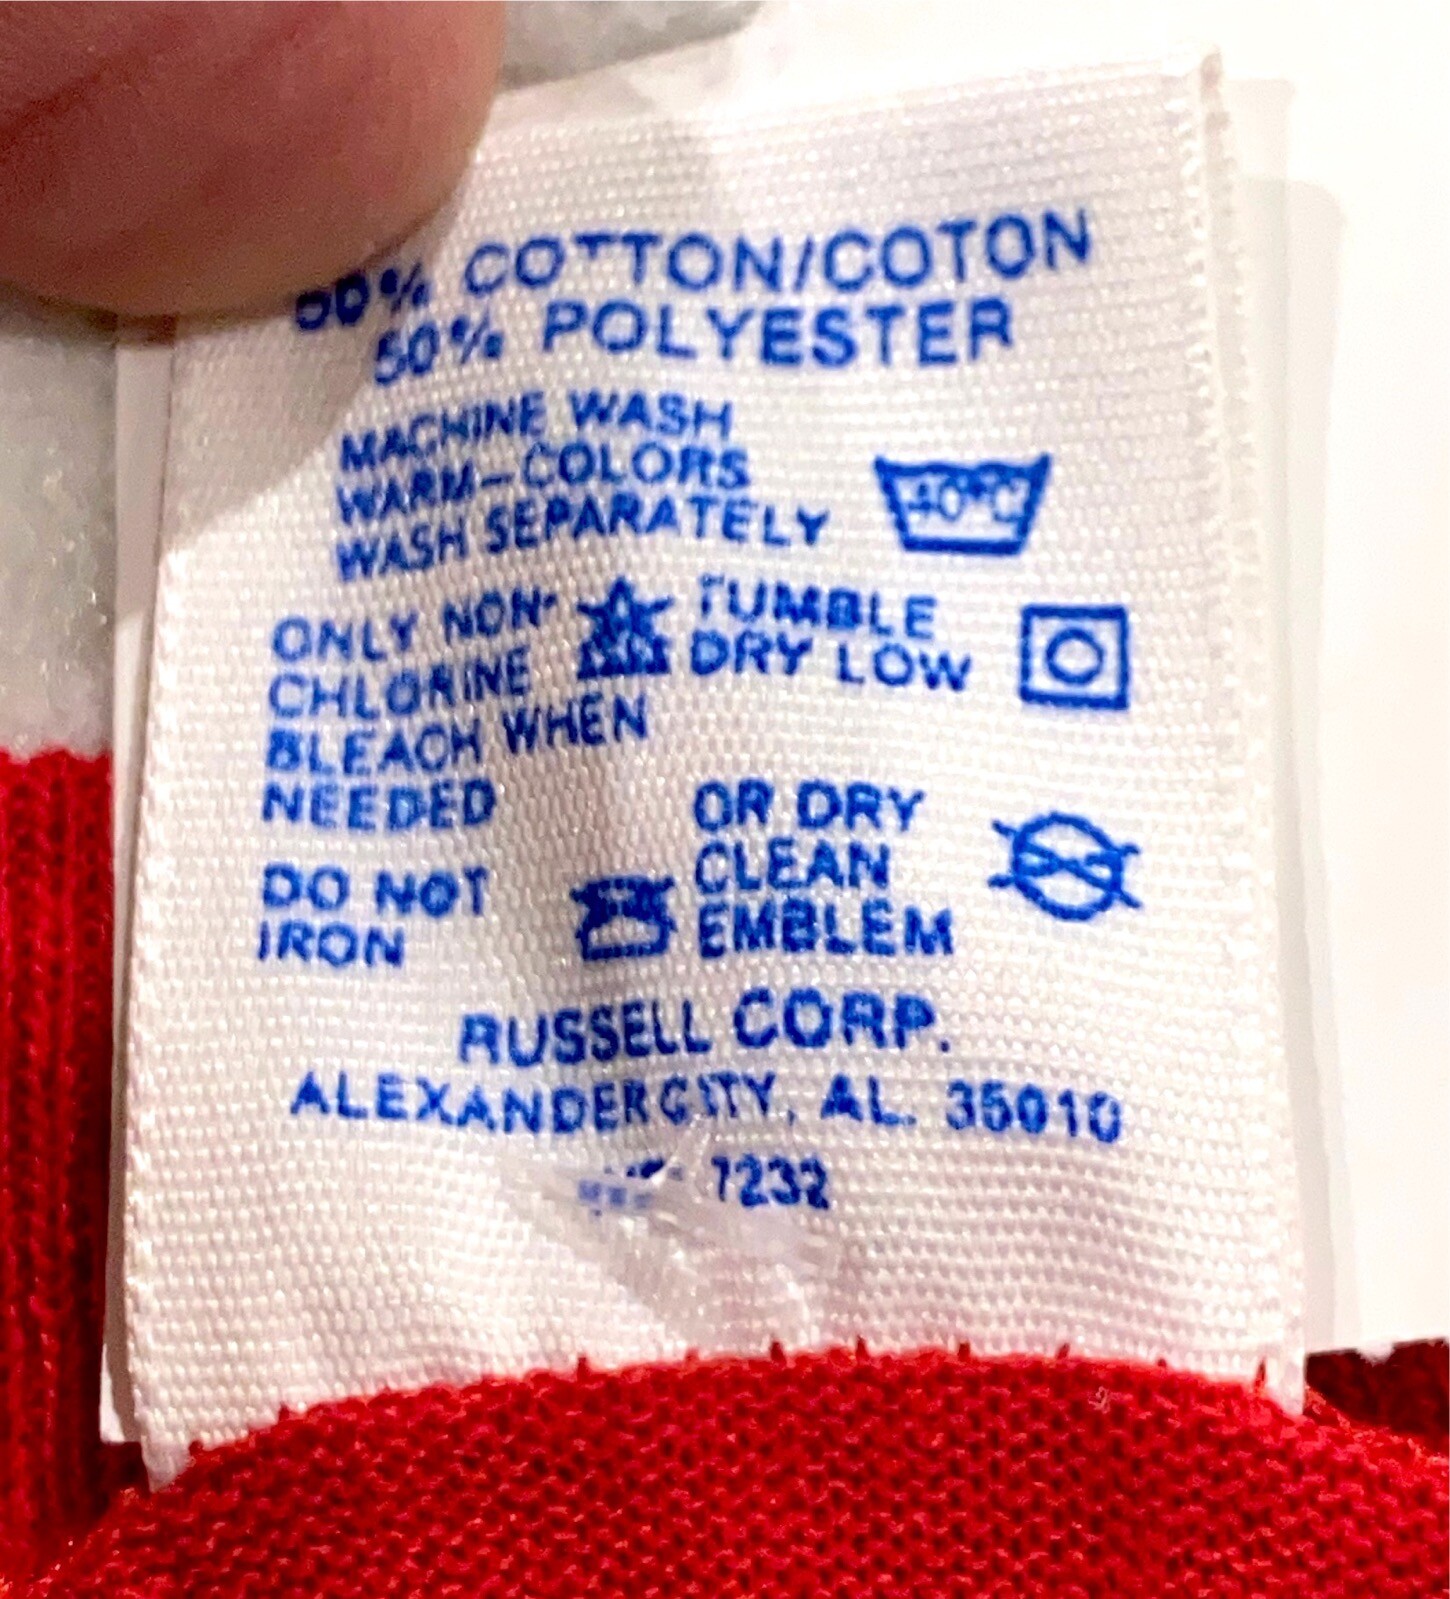 50% COTTON/COTON
50% POLYESTER
MACHINE WASH
WARM-COLORS
WASH SEPARATELY
40°C
ONLY NON-
CHLORINE
BLEACH WHEN
NEEDED
TUMBLE
DRY LOW
DO NOT
IRON
OR DRY
CLEAN
EMBLEM
RUSSELL CORP.
ALEXANDER CITY, AL. 35010
7232